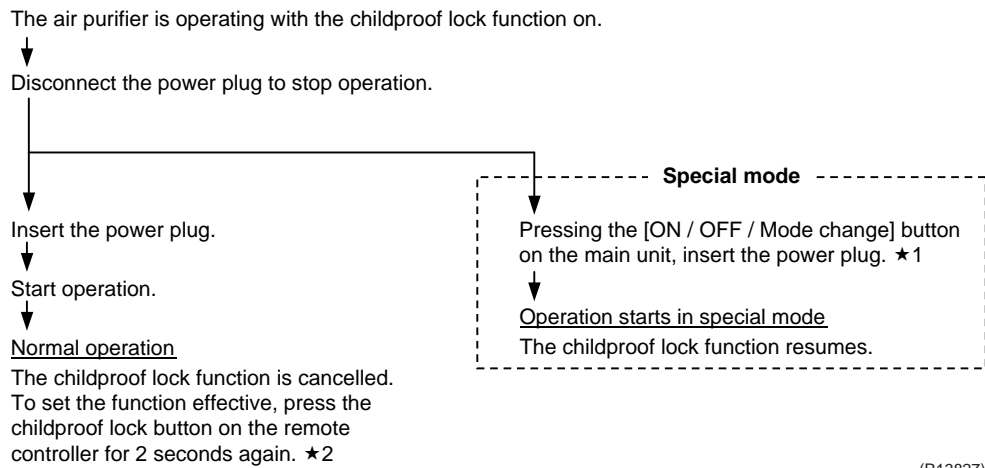 The air purifier is operating with the childproof lock function on.
Disconnect the power plug to stop operation.
Insert the power plug.
Start operation.
Normal operation
The childproof lock function is cancelled.
To set the function effective, press the
childproof lock button on the remote
controller for 2 seconds again. ★2
Special mode
Pressing the [ON / OFF / Mode change] button
on the main unit, insert the power plug. ★1
Operation starts in special mode
The childproof lock function resumes.
(R13827)